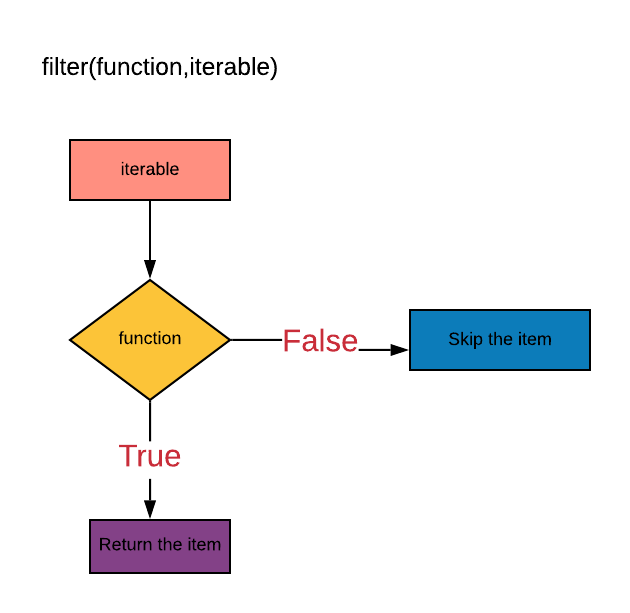 filter(function,iterable)
iterable
function
False
Skip the item
True
Return the item